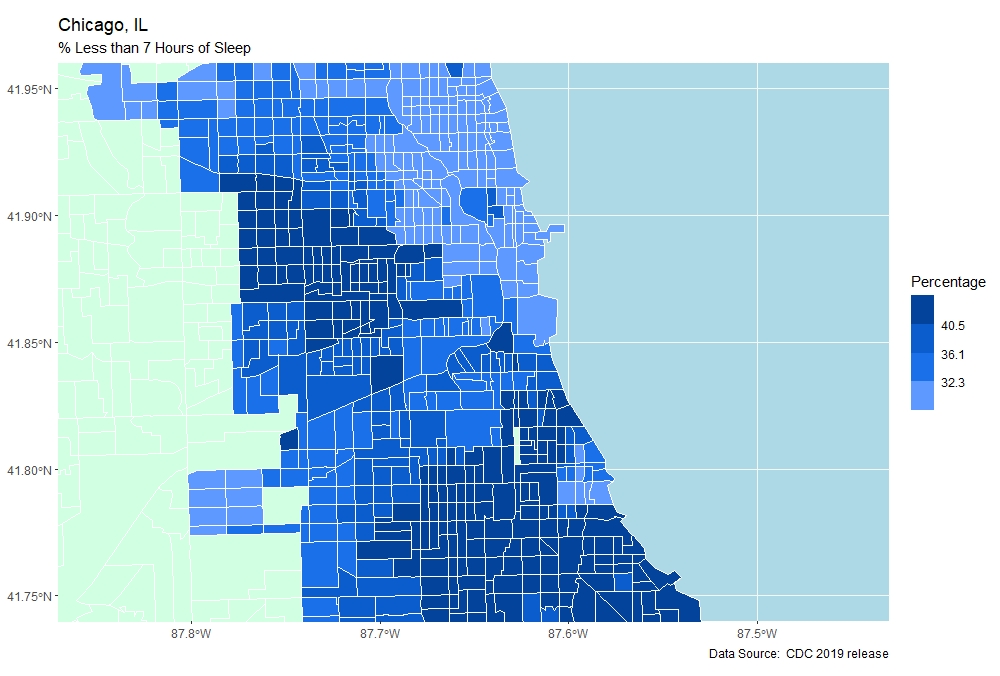 Chicago, IL
% Less than 7 Hours of Sleep
41.95°N
41.90°N
41.85°N
41.80°N
41.75°N
87.8°W
87.7°W
87.6°W
87.5°W
Percentage
40.5
36.1
32.3
Data Source:  CDC 2019 release